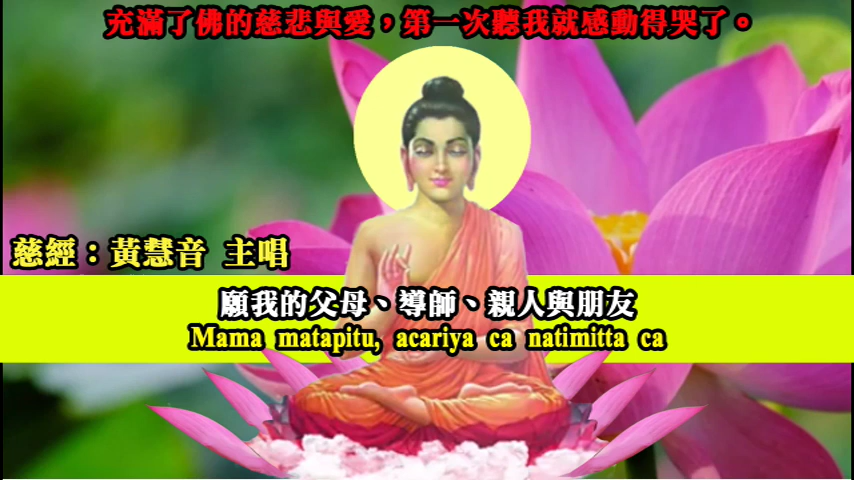 充滿了佛的慈悲與愛，第一次聽我就感動得哭了。
慈經：黃慧音 主唱
願我的父母、導師、親人與朋友
Mama matapitu, acariya ca natimitta ca